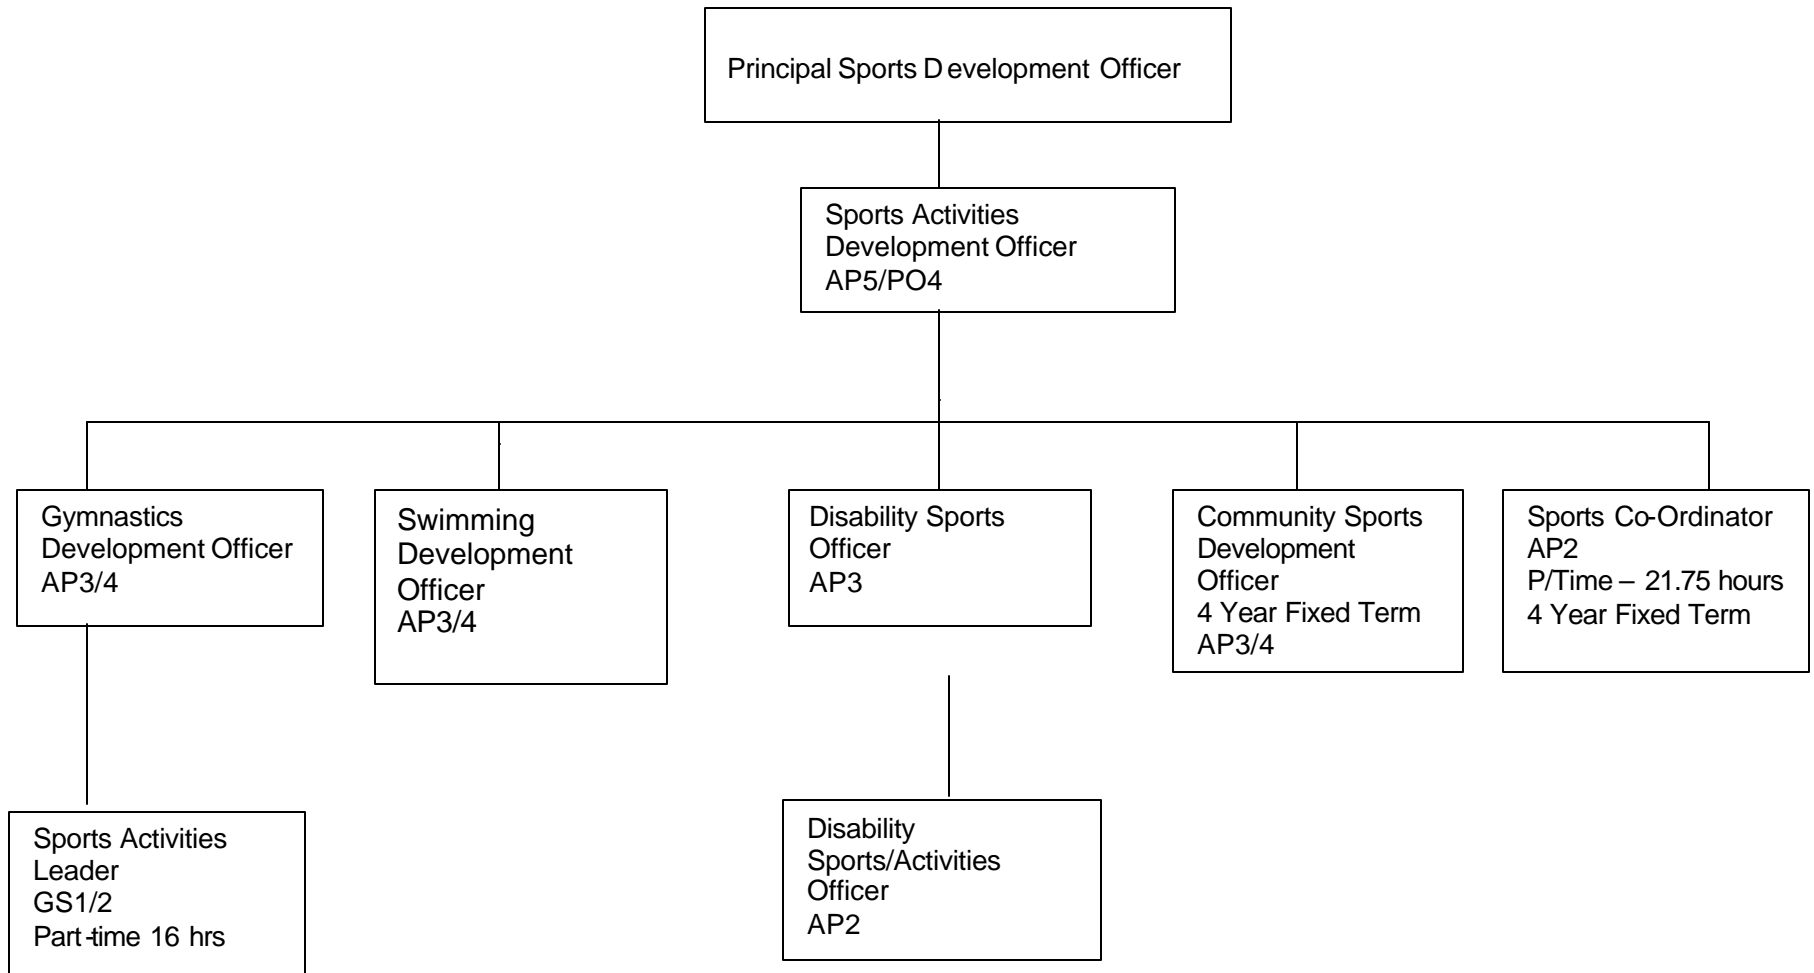 Principal Sports Development Officer
Sports Activities
Development Officer
AP5/PO4
Gymnastics
Development Officer
AP3/4
Swimming
Development
Officer
AP3/4
Disability Sports
Officer
AP3
Community Sports
Development
Officer
4 Year Fixed Term
AP3/4
Sports Co-Ordinator
AP2
P/Time – 21.75 hours
4 Year Fixed Term
Sports Activities
Leader
GS1/2
Part-time 16 hrs
Disability
Sports/Activities
Officer
AP2